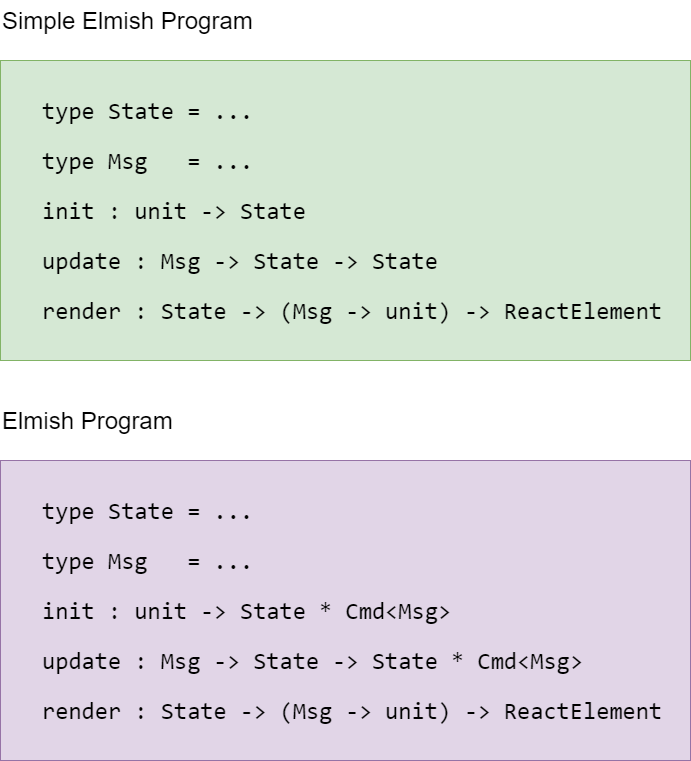 Simple Elmish Program
type State = ...
type Msg   = ...
init : unit -> State
update : Msg -> State -> State
render : State -> (Msg -> unit) -> ReactElement
Elmish Program
type State = ...
type Msg   = ...
init : unit -> State * Cmd<Msg>
update : Msg -> State -> State * Cmd<Msg>
render : State -> (Msg -> unit) -> ReactElement